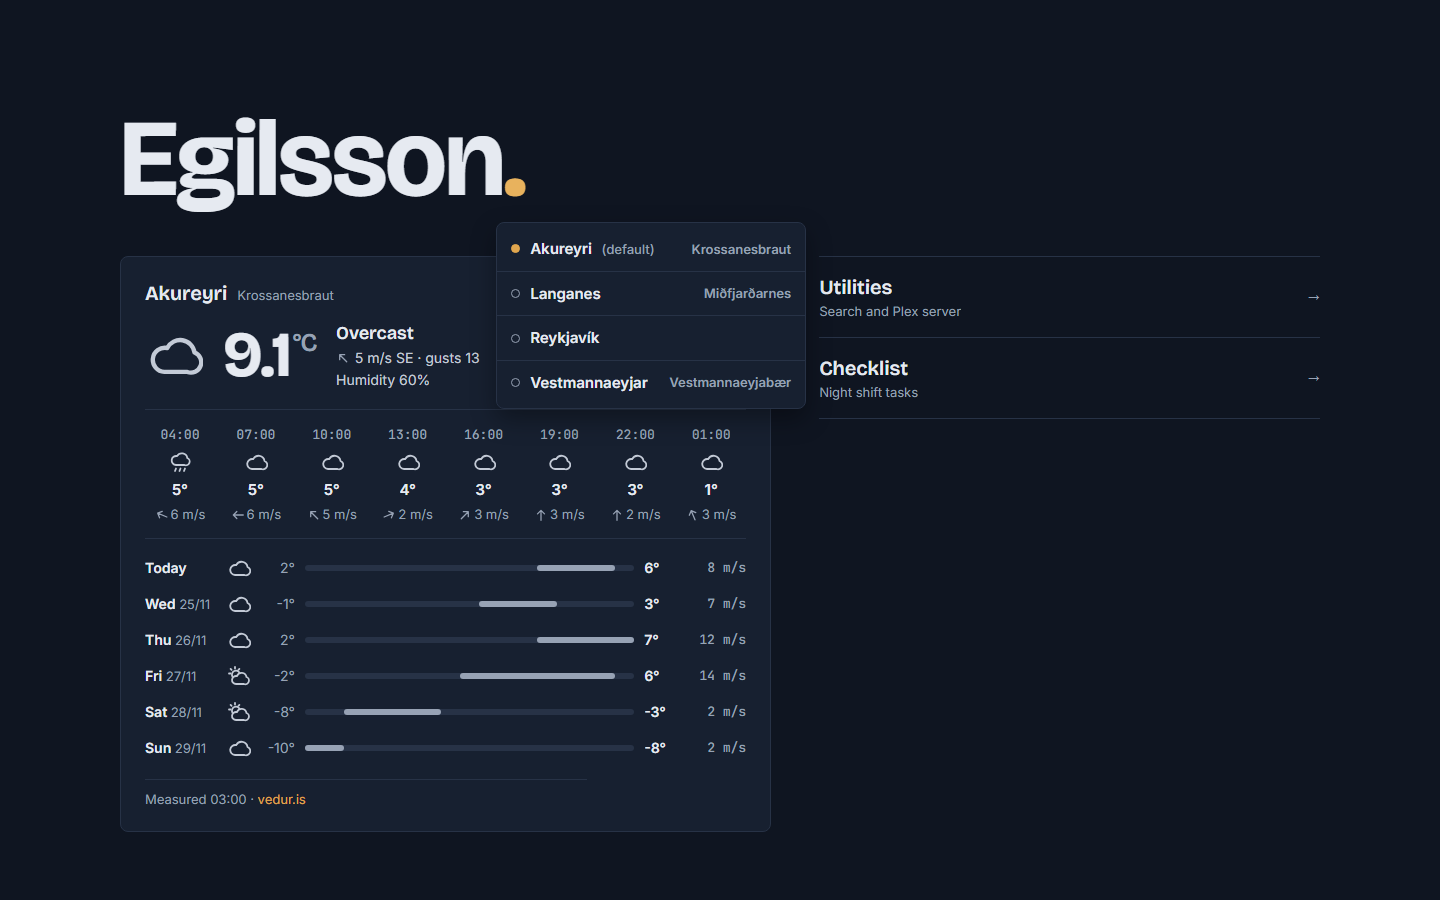 Egilsson.
Akureyri (default) Krossanesbraut
Langanes Miðfjarðarnes
Reykjavík
Vestmannaeyjar Vestmannaeyjabær
Akureyri Krossanesbraut
9.1°C
Overcast
↖ 5 m/s SE · gusts 13
Humidity 60%
04:00 07:00 10:00 13:00 16:00 19:00 22:00 01:00
5° 5° 5° 4° 3° 3° 3° 1°
6 m/s 6 m/s 5 m/s 2 m/s 3 m/s 3 m/s 2 m/s 3 m/s
Today 2° 6° 8 m/s
Wed 25/11 -1° 3° 7 m/s
Thu 26/11 2° 7° 12 m/s
Fri 27/11 -2° 6° 14 m/s
Sat 28/11 -8° -3° 2 m/s
Sun 29/11 -10° -8° 2 m/s
Measured 03:00 · vedur.is
Utilities
Search and Plex server
→
Checklist
Night shift tasks
→